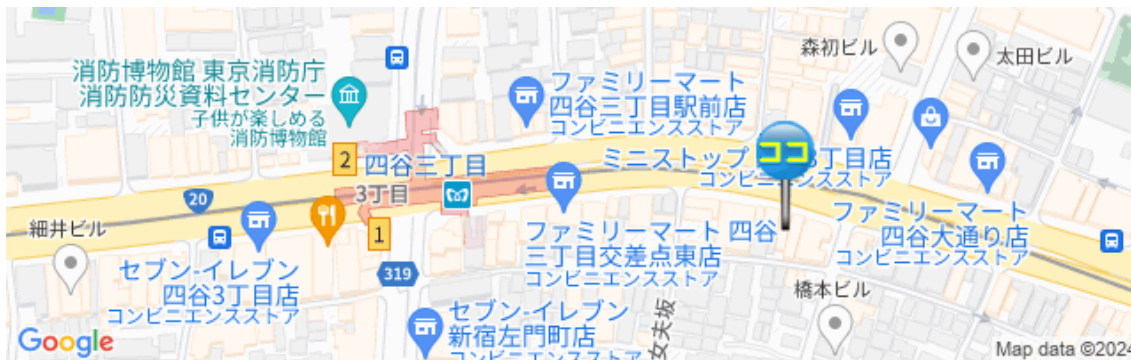 消防博物館 東京消防庁
消防防災資料センター
子供が楽しめる
消防博物館
ファミリーマート
四谷三丁目駅前店
コンビニエンスストア
森初ビル
太田ビル
2
四谷三丁目
3丁目
ミニストップ
ココ
3丁目店
コンビニエンスストア
20
細井ビル
1
セブン-イレブン
四谷3丁目店
コンビニエンスストア
319
ファミリーマート 四谷
三丁目交差点東店
コンビニエンスストア
ファミリーマート
四谷大通り店
コンビニエンスストア
橋本ビル
セブン-イレブン
新宿左門町店
コンビニエンスストア
女夫坂
Google
Map data ©2024